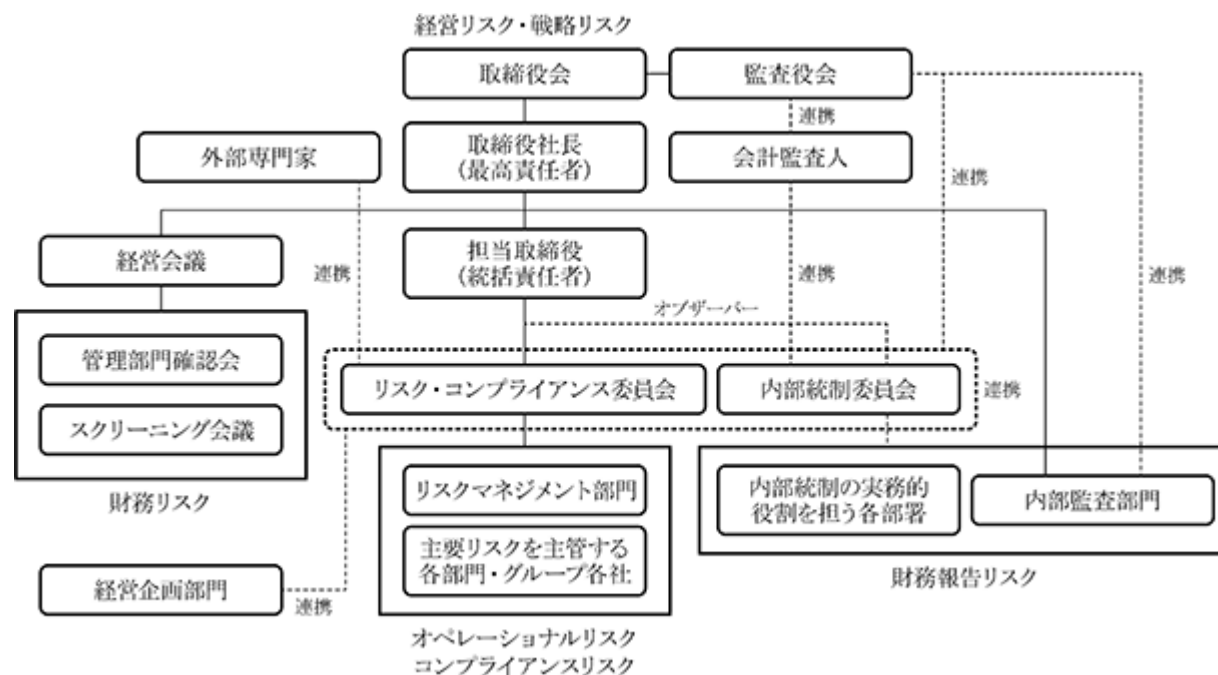 経営リスク・戦略リスク
取締役会
監査役会
連携
外部専門家
取締役社長
(最高責任者)
会計監査人
連携
経営会議
担当取締役
(統括責任者)
連携
連携
連携
オブザーバー
管理部門確認会
リスク・コンプライアンス委員会
内部統制委員会
連携
スクリーニング会議
財務リスク
リスクマネジメント部門
内部統制の実務的
役割を担う各部署
内部監査部門
主要リスクを主管する
各部門・グループ各社
財務報告リスク
経営企画部門
連携
オペレーショナルリスク
コンプライアンスリスク